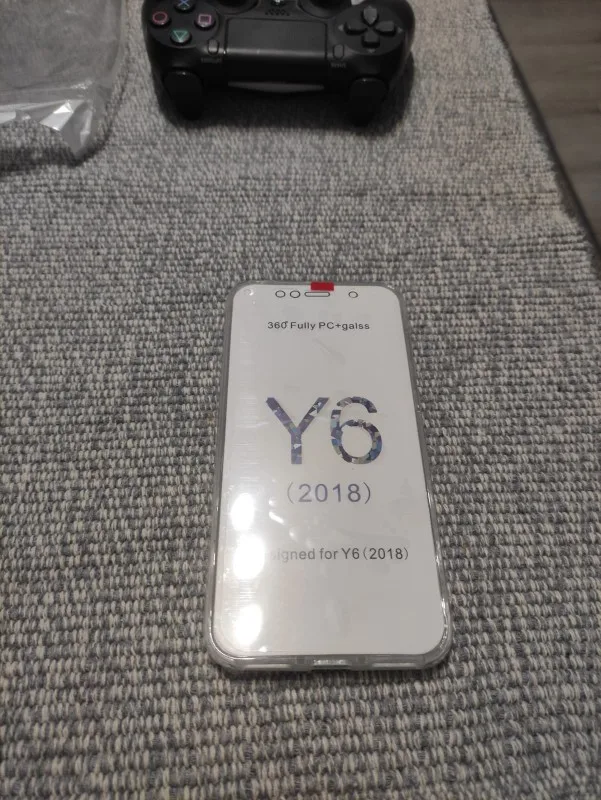 360° Fully PC+galss
Y6
(2018)
signed for Y6 (2018)